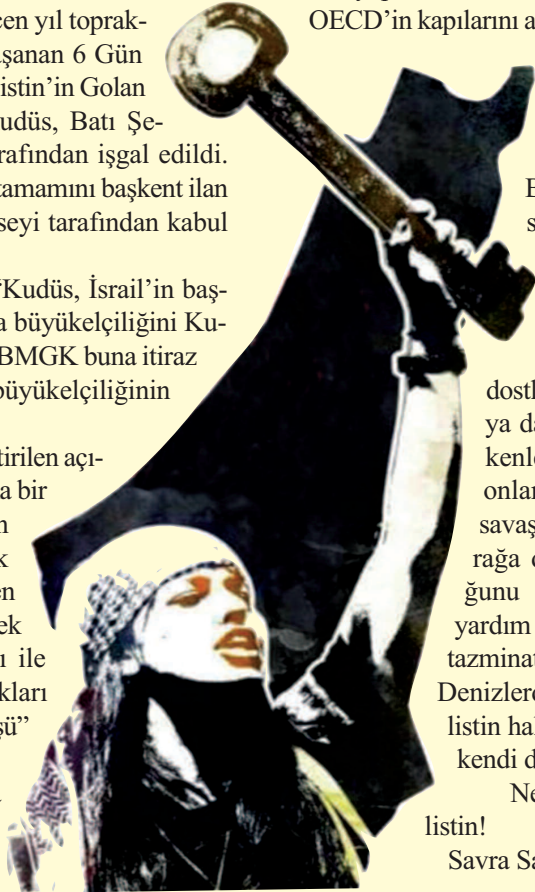 çen yıl toprak-
aşanan 6 Gün
istin’in Golan
udüs, Batı Şe-
rafından işgal edildi.
tamamını başkent ilan
seyi tarafından kabul
“Kudüs, İsrail’in baş-
a büyükelçiliğini Ku-
BMGK buna itiraz
büyükelçiliğinin
tirilen açı-
a bir
k
en
ek
ı ile
kları
şü”
OECD’in kapılarını a
E
s
dostl
ya da
kenle
onlar
savaş
rağa d
ğunu
yardım
tazminat
Denizlerd
listin hal
kendi d
Ne
listin!
Savra Sa